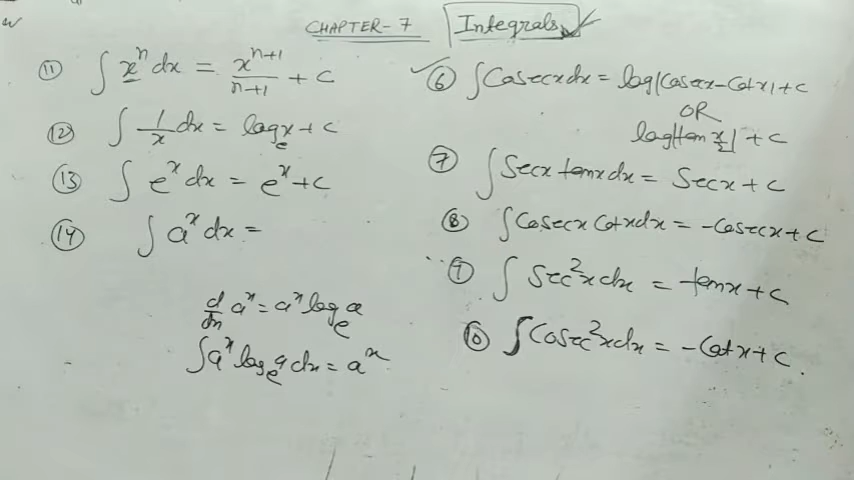 CHAPTER-7 Integrals
(11) ∫ xⁿ dx = xⁿ⁺¹/n+1 + C
(12) ∫ 1/x dx = logₑx + C
(13) ∫ eˣ dx = eˣ + C
(14) ∫ aˣ dx =
d/dx aˣ = aˣ logₑa
∫ aˣ logₑa dx = aˣ
(6) ∫ Cosecx dx = log|Cosecx - Cotx| + C
OR
log|tan x/2| + C
(7) ∫ Secx tanx dx = Secx + C
(8) ∫ Cosecx Cotx dx = -Cosecx + C
(9) ∫ Sec²x dx = tanx + C
(10) ∫ Cosec²x dx = -Cotx + C.